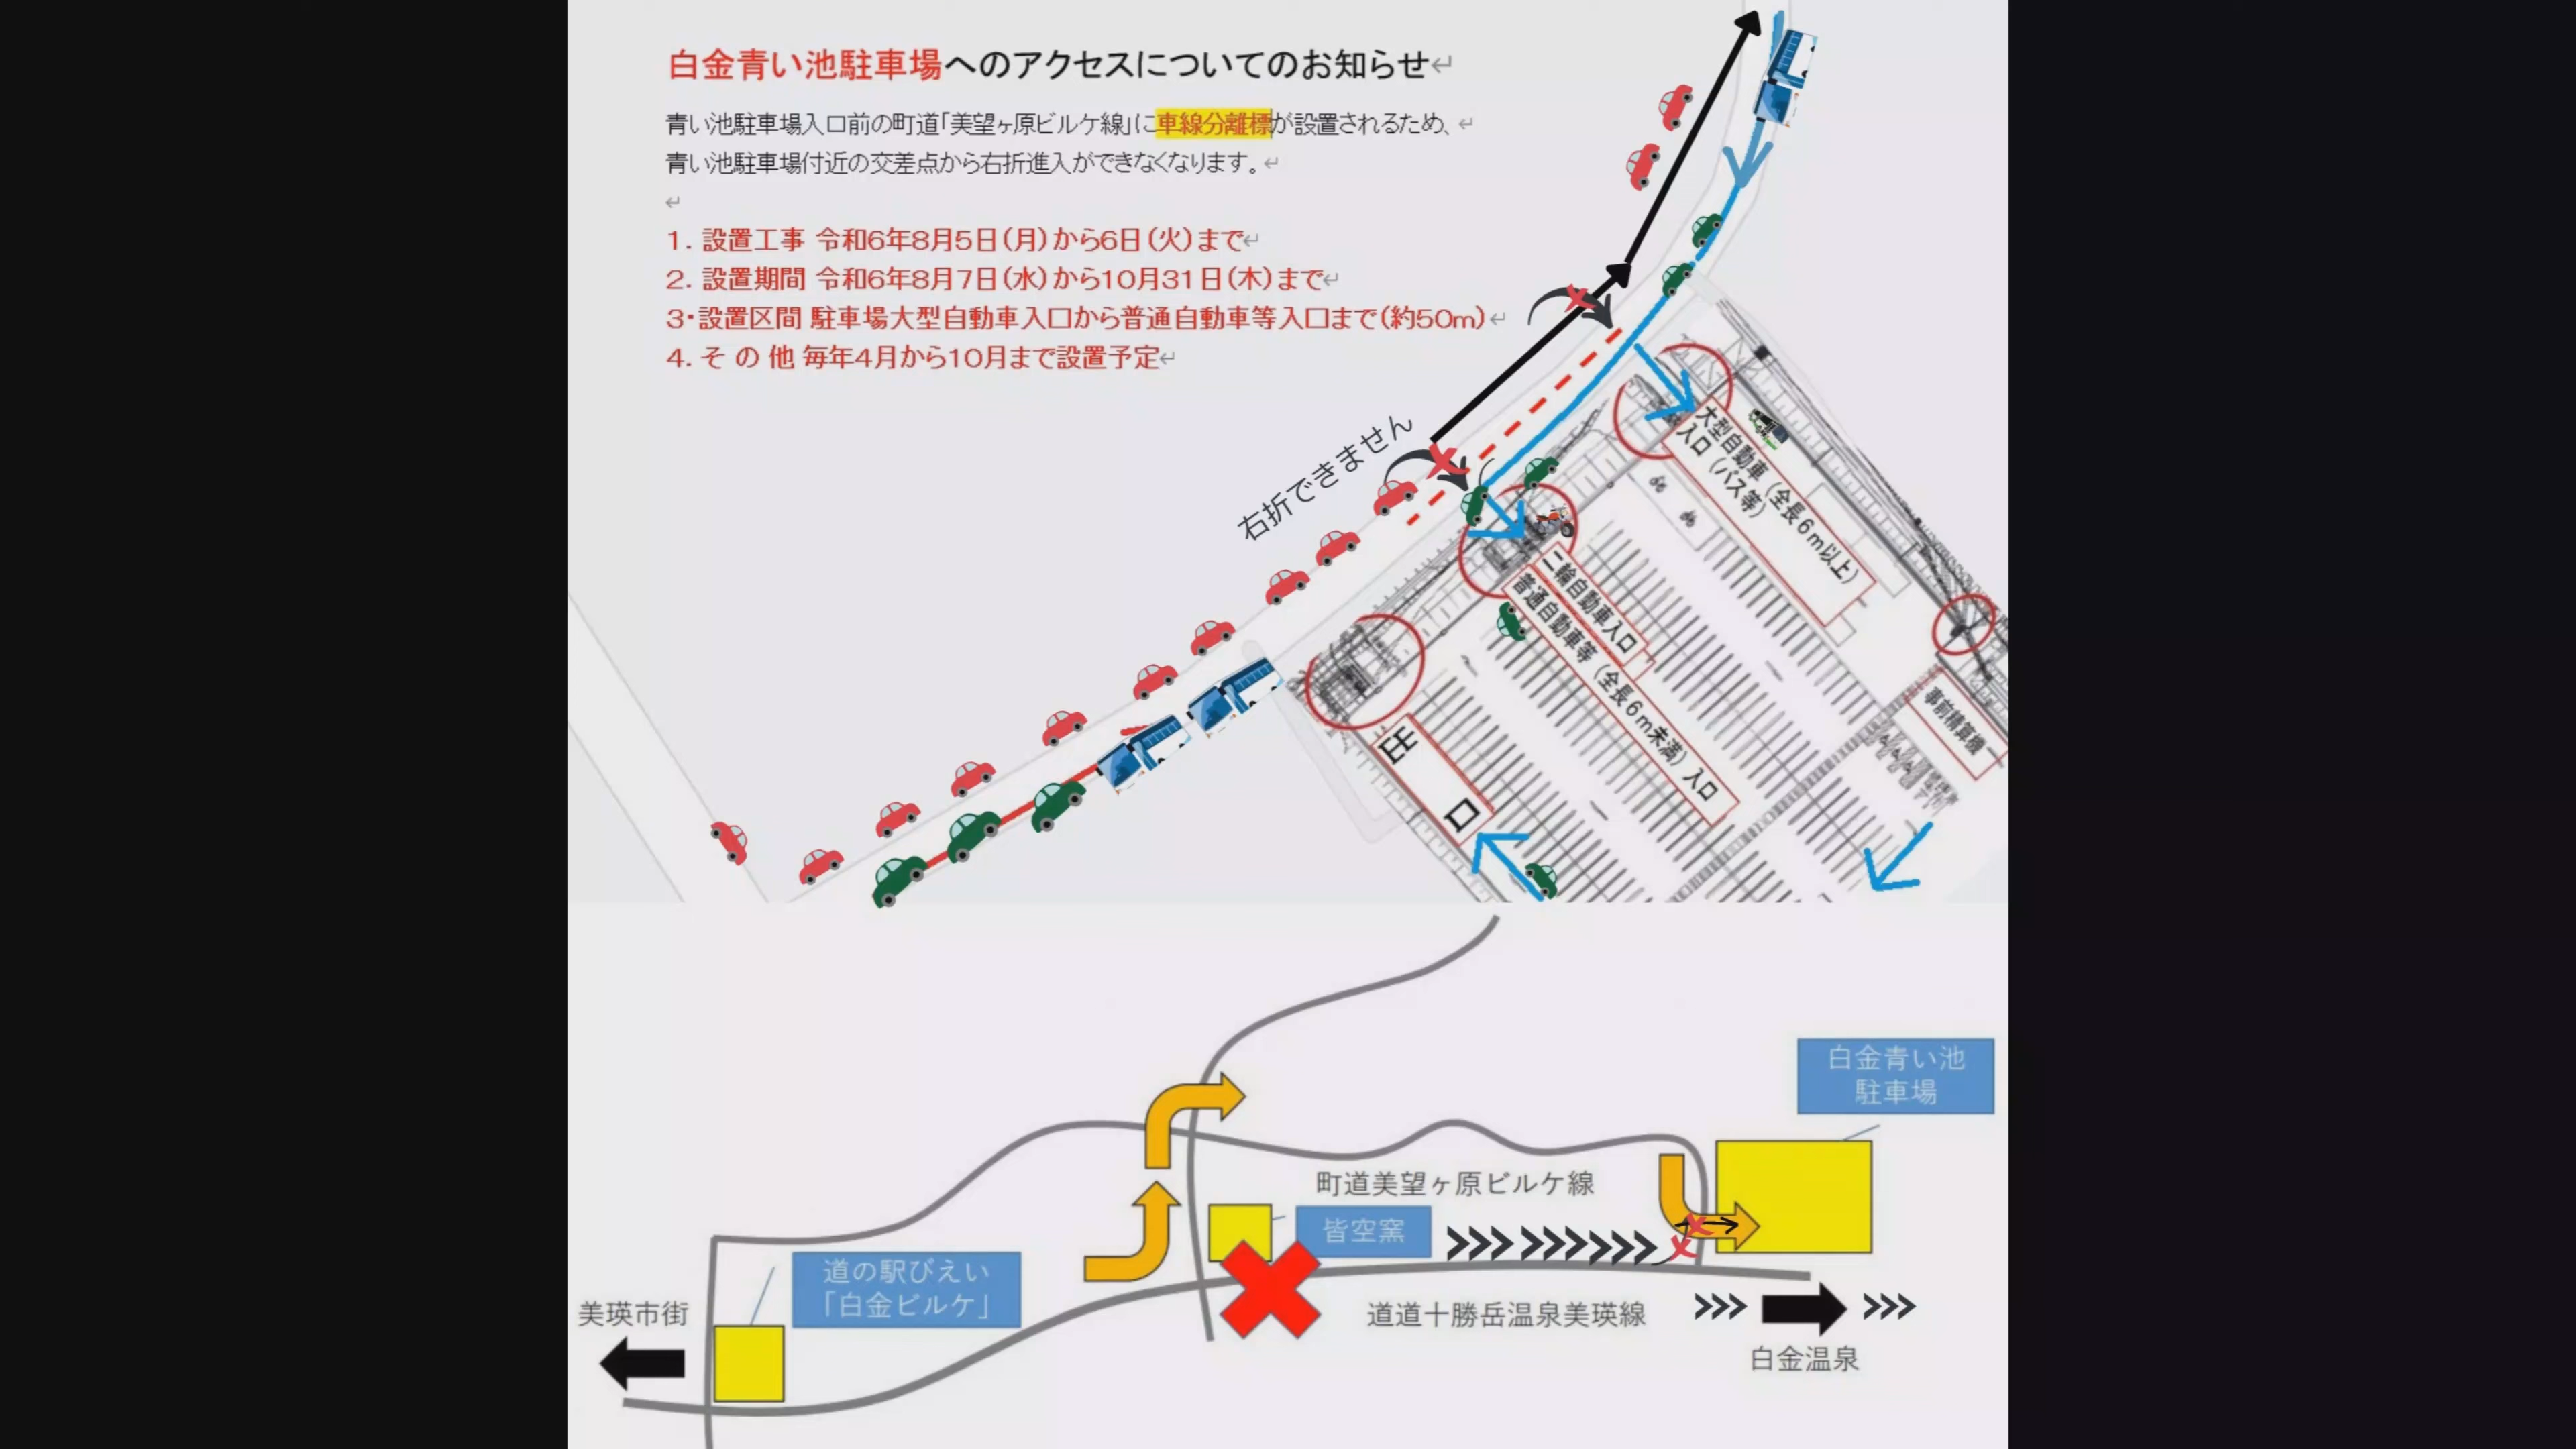 白金青い池駐車場へのアクセスについてのお知らせ↵
青い池駐車場入口前の町道「美望ヶ原ビルケ線」に車線分離標が設置されるため、↵
青い池駐車場付近の交差点から右折進入ができなくなります。↵
↵
1. 設置工事 令和6年8月5日(月)から6日(火)まで↵
2. 設置期間 令和6年8月7日(水)から10月31日(木)まで↵
3・設置区間 駐車場大型自動車入口から普通自動車等入口まで(約50m)↵
4. そ の 他 毎年4月から10月まで設置予定↵
右折できません
大型自動車(全長6m以上)
入口(バス等)
二輪自動車入口
普通自動車等(全長6m未満)入口
事前精算機
出口
白金青い池
駐車場
町道美望ヶ原ビルケ線
皆空窯
道の駅びえい
「白金ビルケ」
美瑛市街
道道十勝岳温泉美瑛線
白金温泉